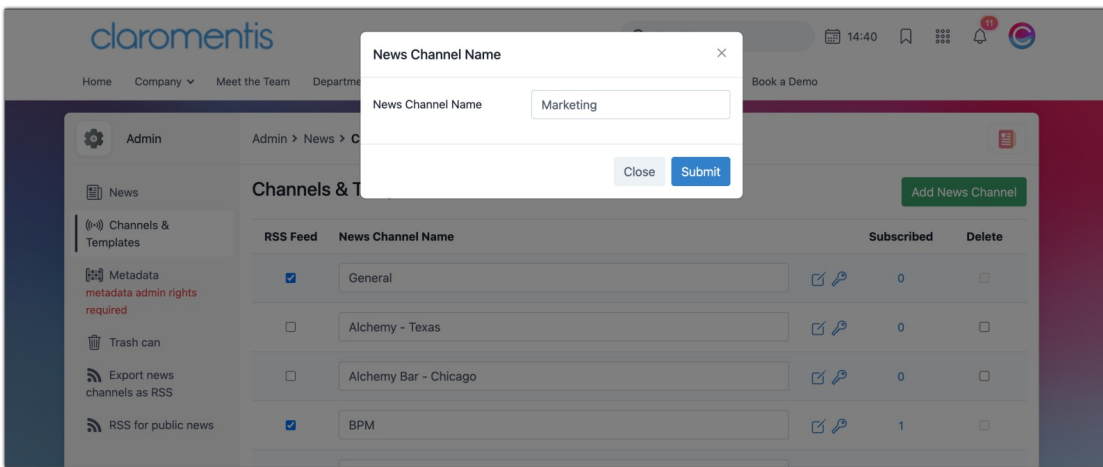 claromentis
14:40
11
Home Company Meet the Team Departme Book a Demo
News Channel Name ×
News Channel Name Marketing
Close Submit
Admin
Admin > News > C
News
Channels &
Templates
Metadata
metadata admin rights
required
Trash can
Export news
channels as RSS
RSS for public news
Channels & T
Add News Channel
RSS Feed News Channel Name Subscribed Delete
General 0
Alchemy - Texas 0
Alchemy Bar - Chicago 0
BPM 1